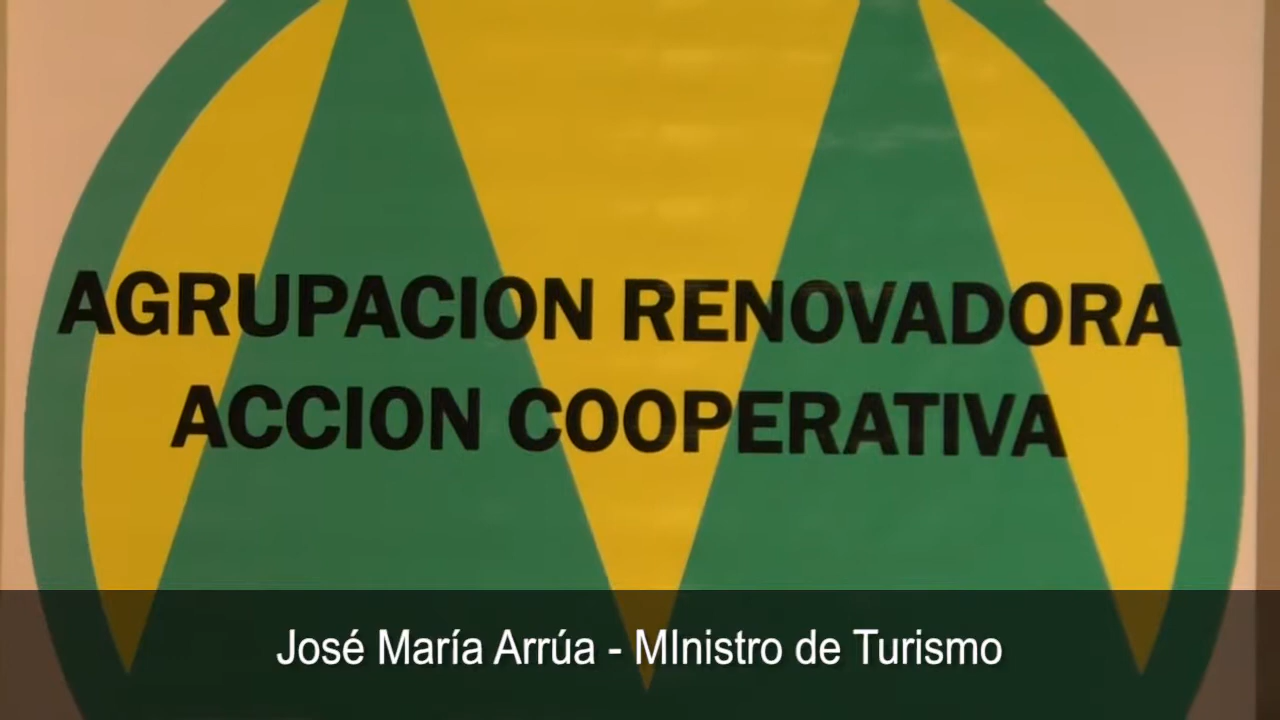 AGRUPACION RENOVADORA
ACCION COOPERATIVA
José María Arrúa - MInistro de Turismo